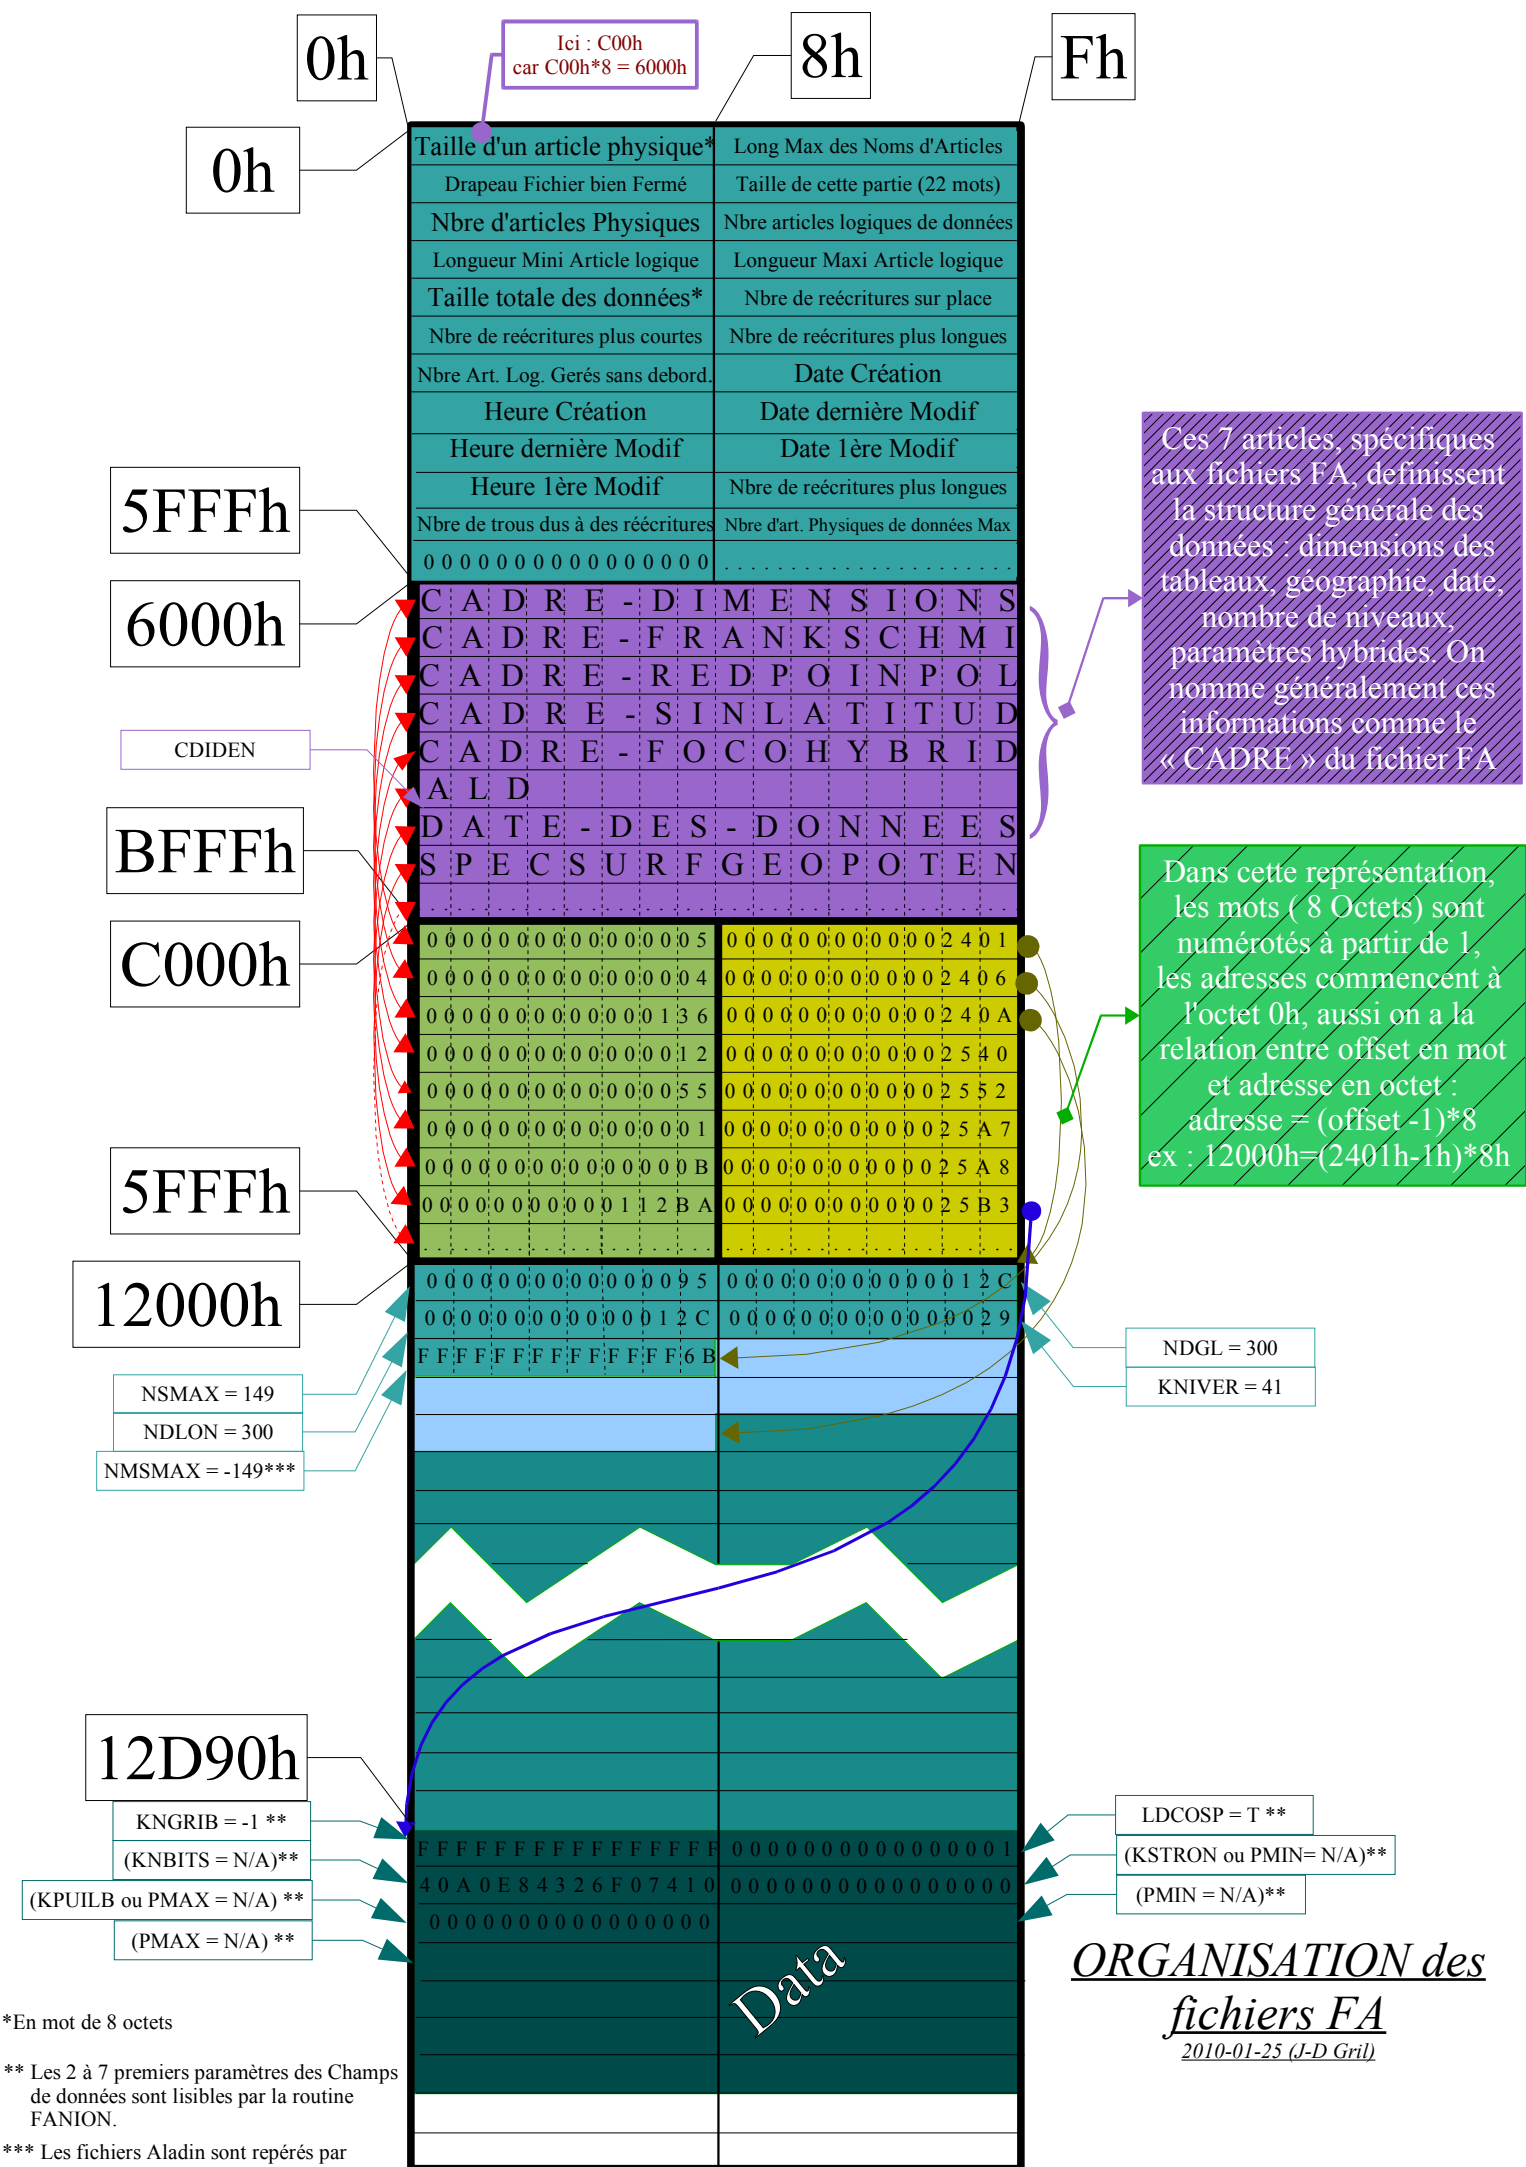 0h
Ici : C00h
car C00h*8 = 6000h
8h
Fh
0h
Taille d'un article physique*
Long Max des Noms d'Articles
Drapeau Fichier bien Fermé
Taille de cette partie (22 mots)
Nbre d'articles Physiques
Nbre articles logiques de données
Longueur Mini Article logique
Longueur Maxi Article logique
Taille totale des données*
Nbre de reécritures sur place
Nbre de reécritures plus courtes
Nbre de reécritures plus longues
Nbre Art. Log. Gerés sans debord.
Date Création
Heure Création
Date dernière Modif
Heure dernière Modif
Date 1ère Modif
Heure 1ère Modif
Nbre de reécritures plus longues
Nbre de trous dus à des réécritures
Nbre d'art. Physiques de données Max
0 0 0 0 0 0 0 0 0 0 0 0 0 0 0 0
. . . . . . . . . . . . . . . . . . . .
5FFFh
6000h
C A D R E - D I M E N S I O N S
C A D R E - F R A N K S C H M I
C A D R E - R E D P O I N P O L
C A D R E - S I N L A T I T U D
C A D R E - F O C O H Y B R I D
A L D
D A T E - D E S - D O N N E E S
S P E C S U R F G E O P O T E N
CDIDEN
BFFFh
Ces 7 articles, spécifiques
aux fichiers FA, definissent
la structure générale des
données : dimensions des
tableaux, géographie, date,
nombre de niveaux,
paramètres hybrides. On
nomme généralement ces
informations comme le
« CADRE » du fichier FA
C000h
0 0 0 0 0 0 0 0 0 0 0 0 0 0 0 5
0 0 0 0 0 0 0 0 0 0 0 0 2 4 0 1
0 0 0 0 0 0 0 0 0 0 0 0 0 0 0 4
0 0 0 0 0 0 0 0 0 0 0 0 2 4 0 6
0 0 0 0 0 0 0 0 0 0 0 0 0 1 3 6
0 0 0 0 0 0 0 0 0 0 0 0 2 4 0 A
0 0 0 0 0 0 0 0 0 0 0 0 0 0 1 2
0 0 0 0 0 0 0 0 0 0 0 0 2 5 4 0
0 0 0 0 0 0 0 0 0 0 0 0 0 0 5 5
0 0 0 0 0 0 0 0 0 0 0 0 2 5 5 2
0 0 0 0 0 0 0 0 0 0 0 0 0 0 0 1
0 0 0 0 0 0 0 0 0 0 0 0 2 5 A 7
0 0 0 0 0 0 0 0 0 0 0 0 0 0 0 B
0 0 0 0 0 0 0 0 0 0 0 0 2 5 A 8
0 0 0 0 0 0 0 0 0 0 0 1 1 2 B A
0 0 0 0 0 0 0 0 0 0 0 0 2 5 B 3
Dans cette représentation,
les mots ( 8 Octets) sont
numérotés à partir de 1,
les adresses commencent à
l'octet 0h, aussi on a la
relation entre offset en mot
et adresse en octet :
adresse = (offset -1)*8
ex : 12000h=(2401h-1h)*8h
5FFFh
12000h
0 0 0 0 0 0 0 0 0 0 0 0 0 0 9 5
0 0 0 0 0 0 0 0 0 0 0 0 0 1 2 C
0 0 0 0 0 0 0 0 0 0 0 0 0 1 2 C
0 0 0 0 0 0 0 0 0 0 0 0 0 0 2 9
F F F F F F F F F F F F F F 6 B
NSMAX = 149
NDLON = 300
NMSMAX = -149***
NDGL = 300
KNIVER = 41
12D90h
KNGRIB = -1 **
(KNBITS = N/A)**
(KPUILB ou PMAX = N/A) **
(PMAX = N/A) **
F F F F F F F F F F F F F F F F
0 0 0 0 0 0 0 0 0 0 0 0 0 0 0 1
4 0 A 0 E 8 4 3 2 6 F 0 7 4 1 0
0 0 0 0 0 0 0 0 0 0 0 0 0 0 0 0
0 0 0 0 0 0 0 0 0 0 0 0 0 0 0 0
LDCOSP = T **
(KSTRON ou PMIN= N/A)**
(PMIN = N/A)**
Data
ORGANISATION des
fichiers FA
2010-01-25 (J-D Gril)
*En mot de 8 octets
** Les 2 à 7 premiers paramètres des Champs
de données sont lisibles par la routine
FANION.
*** Les fichiers Aladin sont repérés par